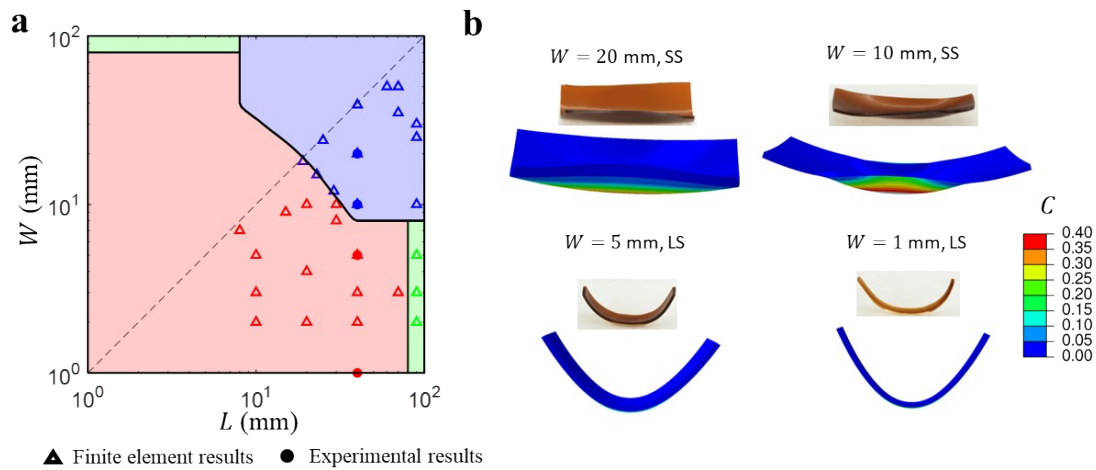 a
b
10²
10¹
10⁰
W (mm)
10⁰
10¹
10²
L (mm)
Finite element results
Experimental results
W = 20 mm, SS
W = 10 mm, SS
W = 5 mm, LS
W = 1 mm, LS
C
0.40
0.35
0.30
0.25
0.20
0.15
0.10
0.05
0.00